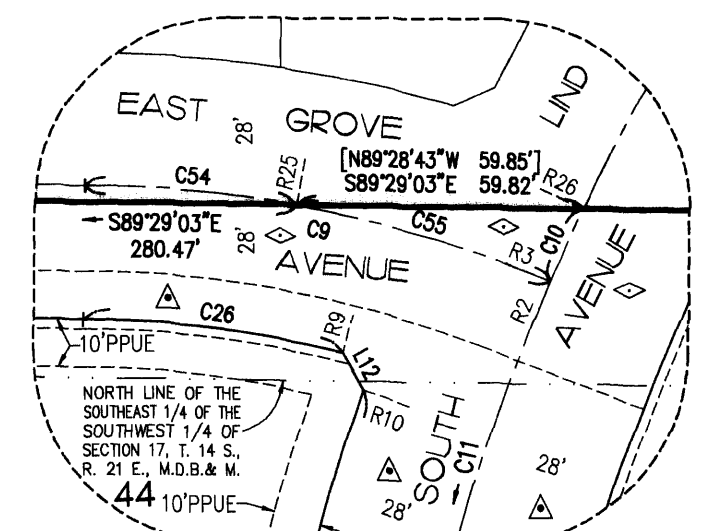 EAST GROVE
LIND
28'
[N89°28'43"W 59.85']
S89°29'03"E 59.82'
R25
R26
C54
C55
S89°29'03"E
280.47'
28'
C9
R3
C10
AVENUE
AVENUE
R2
C26
R9
10'PPUE
L12
NORTH LINE OF THE
SOUTHEAST 1/4 OF THE
SOUTHWEST 1/4 OF
SECTION 17, T. 14 S.,
R. 21 E., M.D.B.& M.
R10
SOUTH
C11
28'
28'
44 10'PPUE